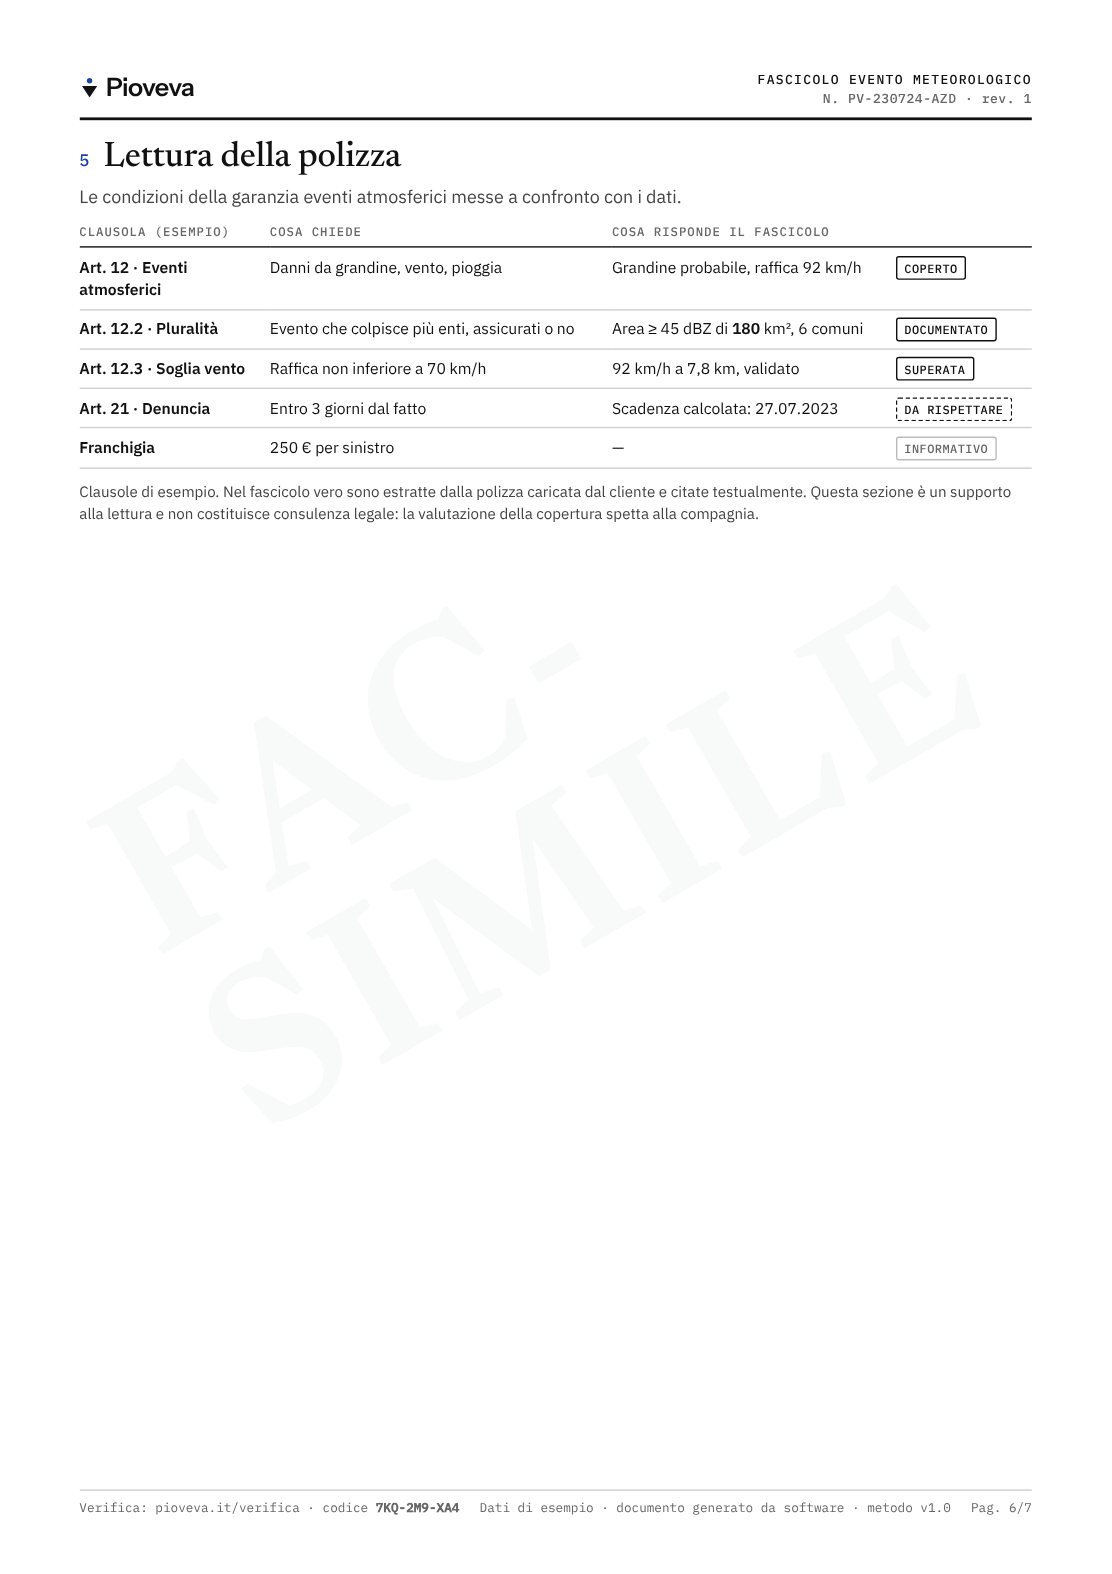 Pioveva
FASCICOLO EVENTO METEOROLOGICO
N. PV-230724-AZD · rev. 1
5 Lettura della polizza
Le condizioni della garanzia eventi atmosferici messe a confronto con i dati.
CLAUSOLA (ESEMPIO) COSA CHIEDE COSA RISPONDE IL FASCICOLO
Art. 12 · Eventi atmosferici Danni da grandine, vento, pioggia Grandine probabile, raffica 92 km/h COPERTO
Art. 12.2 · Pluralità Evento che colpisce più enti, assicurati o no Area ≥ 45 dBZ di 180 km², 6 comuni DOCUMENTATO
Art. 12.3 · Soglia vento Raffica non inferiore a 70 km/h 92 km/h a 7,8 km, validato SUPERATA
Art. 21 · Denuncia Entro 3 giorni dal fatto Scadenza calcolata: 27.07.2023 DA RISPETTARE
Franchigia 250 € per sinistro — INFORMATIVO
Clausole di esempio. Nel fascicolo vero sono estratte dalla polizza caricata dal cliente e citate testualmente. Questa sezione è un supporto
alla lettura e non costituisce consulenza legale: la valutazione della copertura spetta alla compagnia.
FAC-
SIMILE
Verifica: pioveva.it/verifica · codice 7KQ-2M9-XA4 Dati di esempio · documento generato da software · metodo v1.0 Pag. 6/7